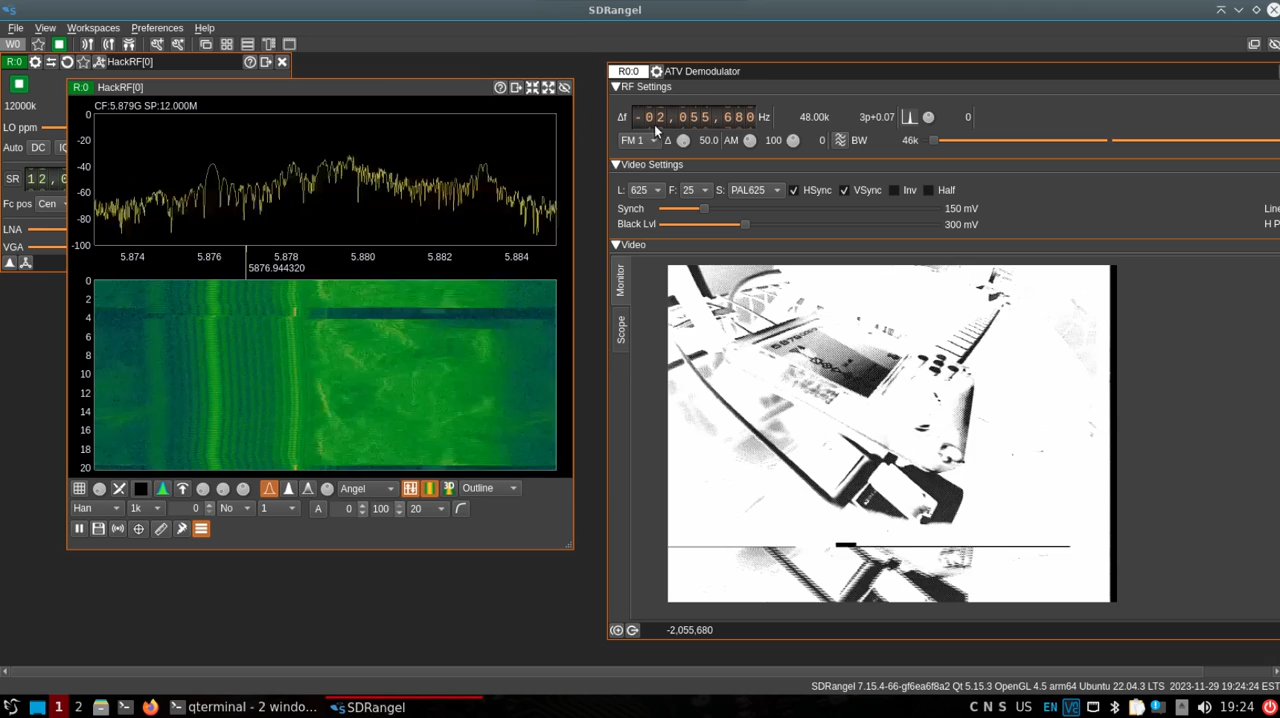 SDRangel
File View Workspaces Preferences Help
W0
R:0 HackRF[0]
12000k
LO ppm
Auto DC IQ
SR 12,0
Fc pos Cen
LNA
VGA
R:0 HackRF[0]
CF:5.879G SP:12.000M
0
-20
-40
-60
-80
-100
5.874 5.876 5.878 5.880 5.882 5.884
5876.944320
0
2
4
6
8
10
12
14
16
18
20
3D
Angel Outline
Han 1k 0 No 1 A 0 100 20
R0:0 ATV Demodulator
RF Settings
Δf -02,055,680 Hz 48.00k 3p+0.07 0
FM 1 Δ 50.0 AM 100 0 BW 46k
Video Settings
L: 625 F: 25 S: PAL625 HSync VSync Inv Half
Synch 150 mV Line
Black Lvl 300 mV H P
Video
Monitor
Scope
-2,055,680
SDRangel 7.15.4-66-gf6ea6f8a2 Qt 5.15.3 OpenGL 4.5 arm64 Ubuntu 22.04.3 LTS 2023-11-29 19:24:24 EST
1 2 qterminal - 2 windo... SDRangel C N S US EN 19:24